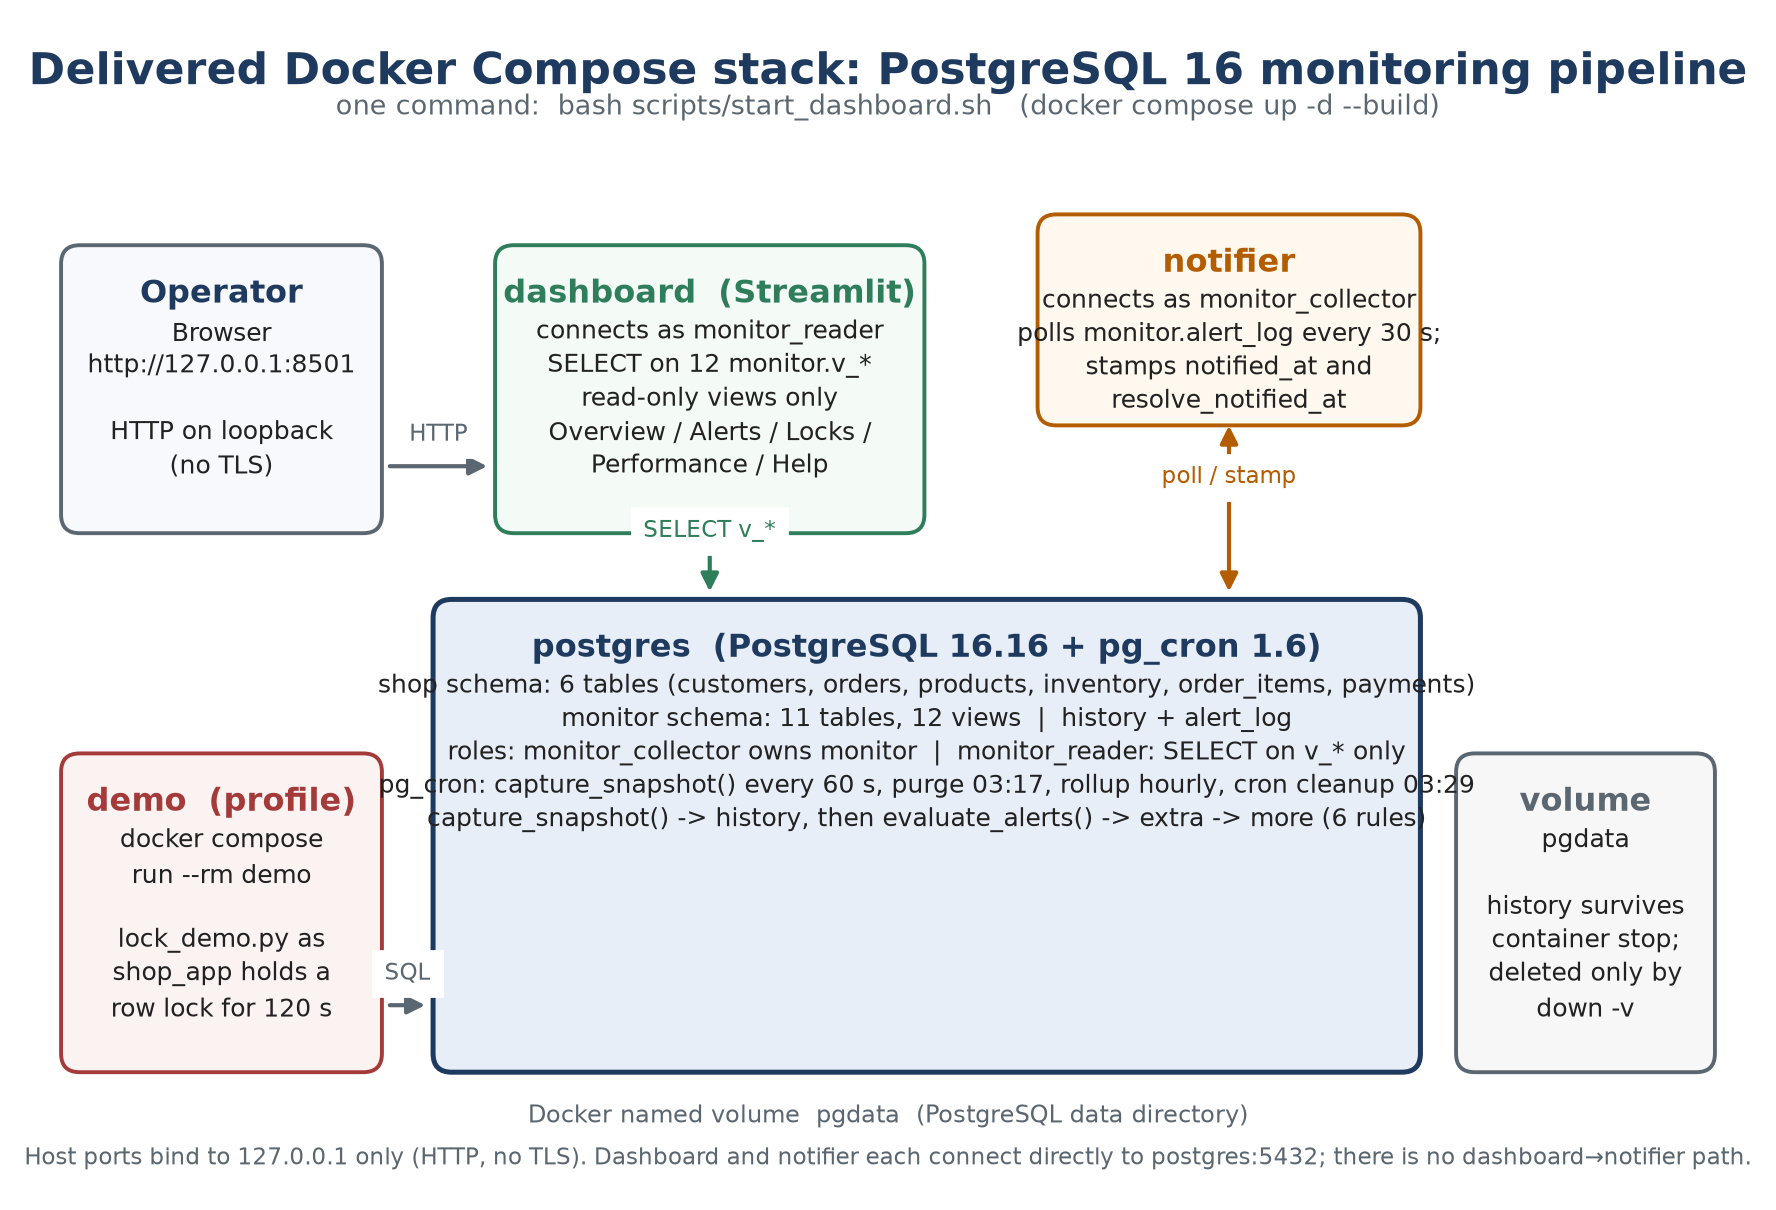 Delivered Docker Compose stack: PostgreSQL 16 monitoring pipeline
one command:  bash scripts/start_dashboard.sh   (docker compose up -d --build)
Operator
Browser
http://127.0.0.1:8501
HTTP on loopback
(no TLS)
HTTP
dashboard  (Streamlit)
connects as monitor_reader
SELECT on 12 monitor.v_*
read-only views only
Overview / Alerts / Locks /
Performance / Help
SELECT v_*
notifier
connects as monitor_collector
polls monitor.alert_log every 30 s;
stamps notified_at and
resolve_notified_at
poll / stamp
postgres  (PostgreSQL 16.16 + pg_cron 1.6)
shop schema: 6 tables (customers, orders, products, inventory, order_items, payments)
monitor schema: 11 tables, 12 views  |  history + alert_log
roles: monitor_collector owns monitor  |  monitor_reader: SELECT on v_* only
pg_cron: capture_snapshot() every 60 s, purge 03:17, rollup hourly, cron cleanup 03:29
capture_snapshot() -> history, then evaluate_alerts() -> extra -> more (6 rules)
demo  (profile)
docker compose
run --rm demo
lock_demo.py as
shop_app holds a
row lock for 120 s
SQL
volume
pgdata
history survives
container stop;
deleted only by
down -v
Docker named volume  pgdata  (PostgreSQL data directory)
Host ports bind to 127.0.0.1 only (HTTP, no TLS). Dashboard and notifier each connect directly to postgres:5432; there is no dashboard→notifier path.